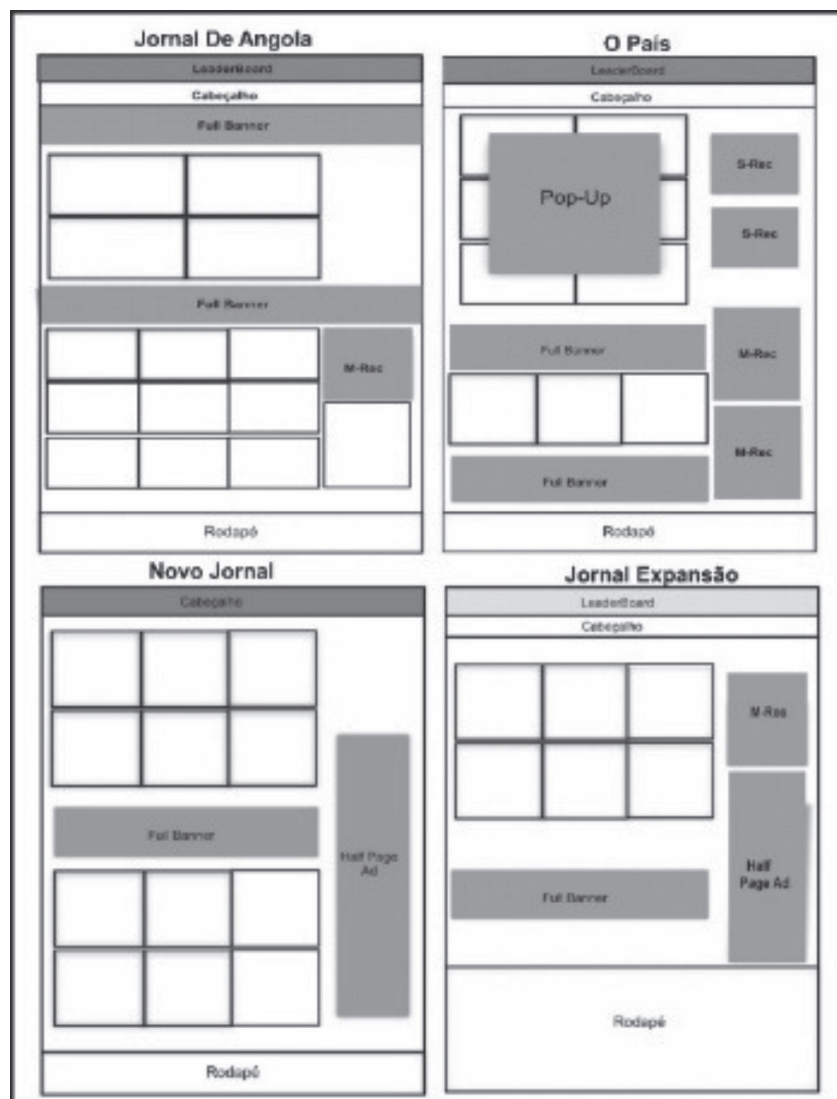 Jornal De Angola
LeaderBoard
Cabeçalho
Full Banner
Full Banner
M-Rec
Rodapé
O País
LeaderBoard
Cabeçalho
Pop-Up
S-Rec
S-Rec
Full Banner
M-Rec
M-Rec
Full Banner
Rodapé
Novo Jornal
Cabeçalho
Full Banner
Half Page
Ad
Rodapé
Jornal Expansão
LeaderBoard
Cabeçalho
M-Rec
Half
Page Ad
Full Banner
Rodapé